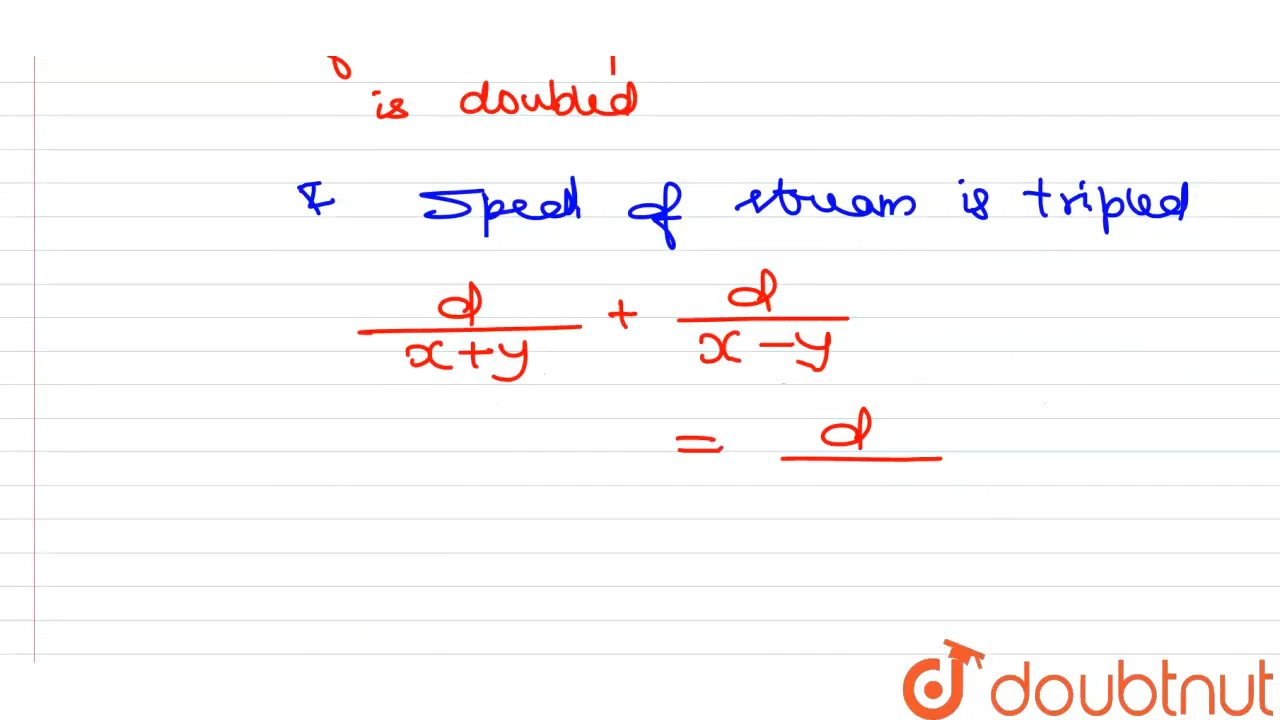 is doubled
& Speed of stream is tripled
d/(x+y) + d/(x-y)
= d/
doubtnut